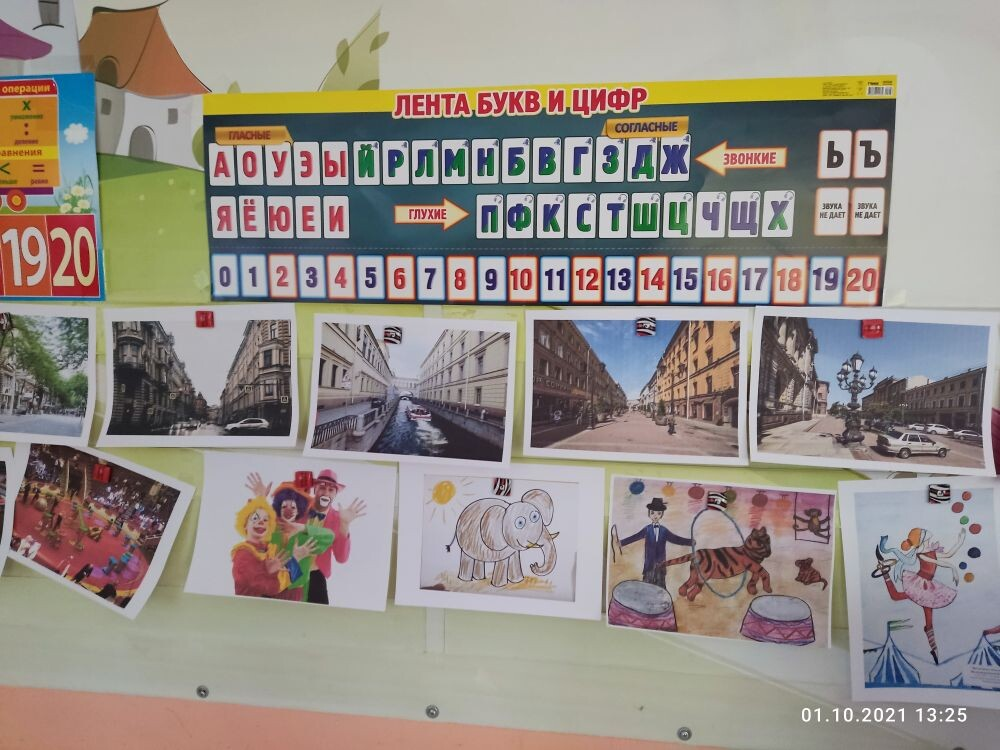 ЛЕНТА БУКВ И ЦИФР
ГЛАСНЫЕ
СОГЛАСНЫЕ
А О У Э Ы Й Р Л М Н Б В Г З Д Ж
ЗВОНКИЕ
Ь Ъ
Я Ё Ю Е И
ГЛУХИЕ
П Ф К С Т Ш Ц Ч Щ Х
ЗВУКА НЕ ДАЕТ
ЗВУКА НЕ ДАЕТ
0 1 2 3 4 5 6 7 8 9 10 11 12 13 14 15 16 17 18 19 20
операции
х
умножение
:
деление
< =
равно
19 20
01.10.2021 13:25